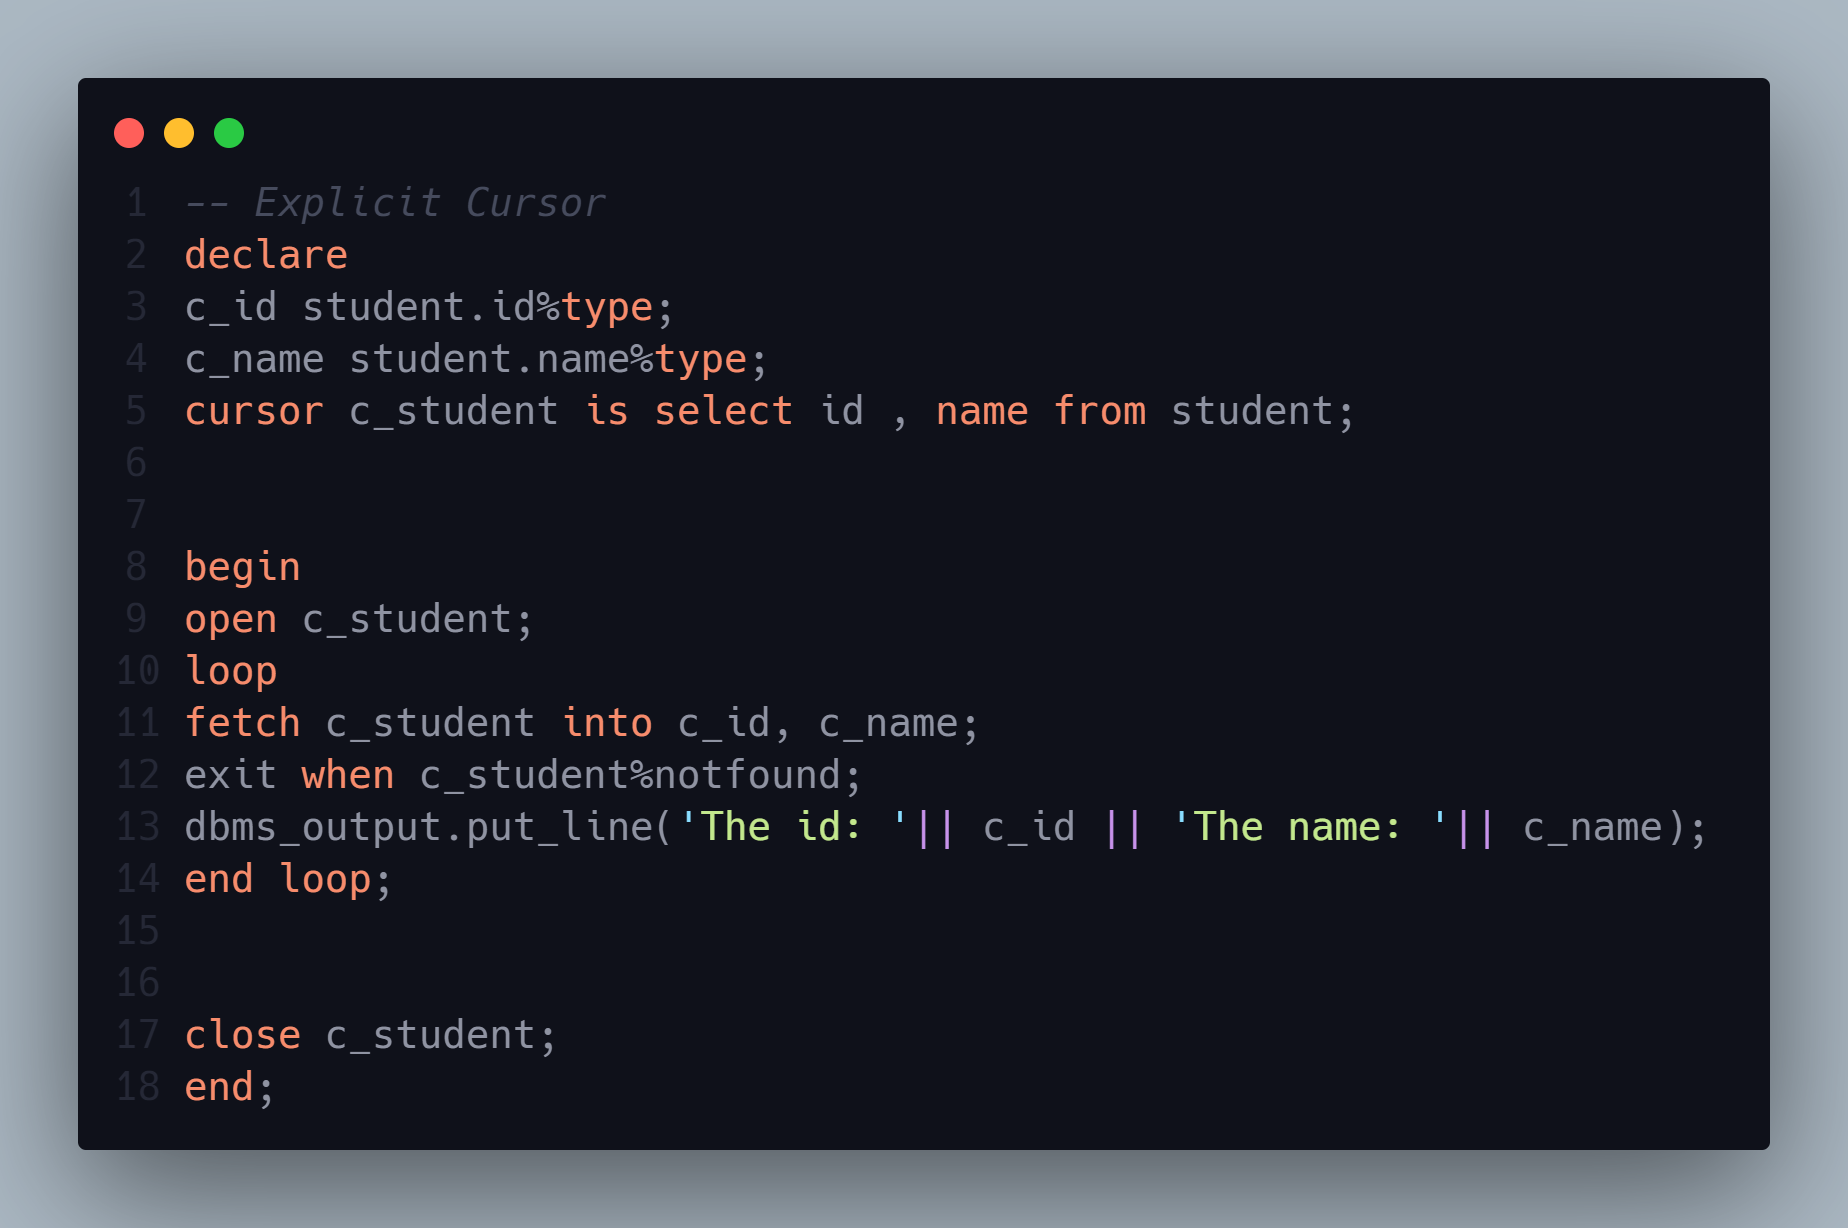 1 -- Explicit Cursor
2 declare
3 c_id student.id%type;
4 c_name student.name%type;
5 cursor c_student is select id , name from student;
6
7
8 begin
9 open c_student;
10 loop
11 fetch c_student into c_id, c_name;
12 exit when c_student%notfound;
13 dbms_output.put_line('The id: '|| c_id || 'The name: '|| c_name);
14 end loop;
15
16
17 close c_student;
18 end;